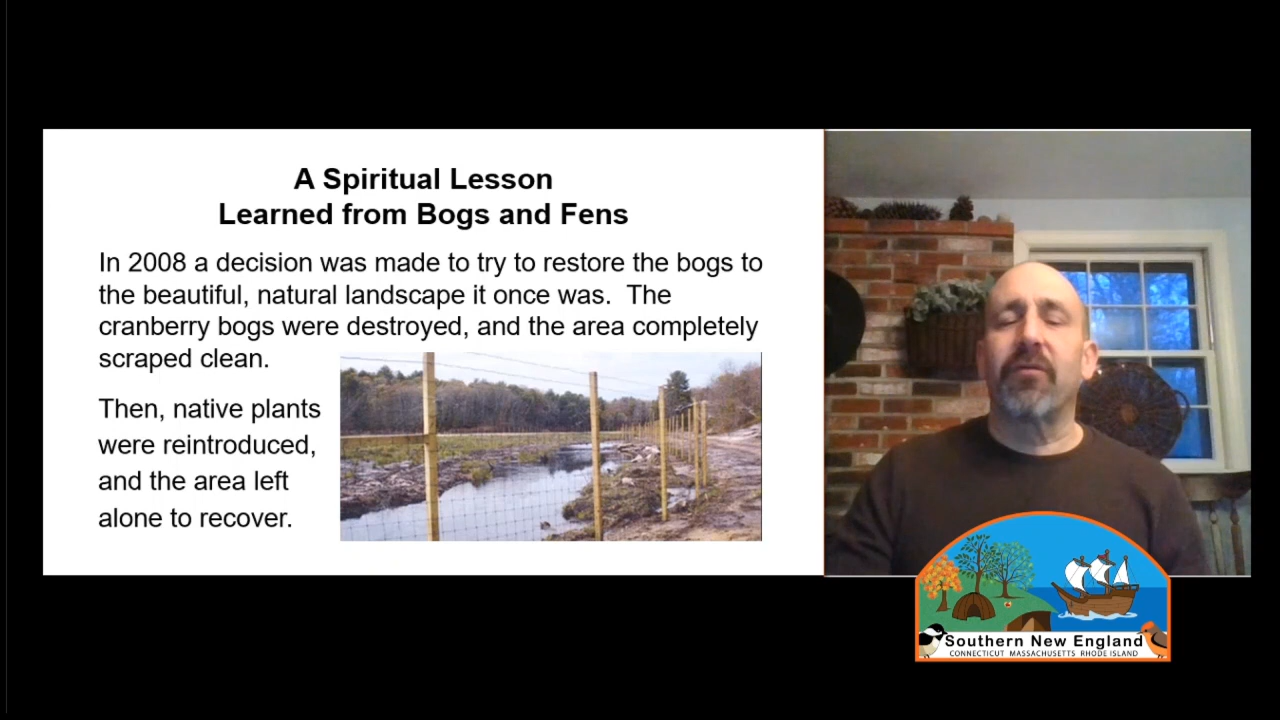 A Spiritual Lesson
Learned from Bogs and Fens
In 2008 a decision was made to try to restore the bogs to
the beautiful, natural landscape it once was.  The
cranberry bogs were destroyed, and the area completely
scraped clean.
Then, native plants
were reintroduced,
and the area left
alone to recover.
Southern New England
CONNECTICUT MASSACHUSETTS RHODE ISLAND